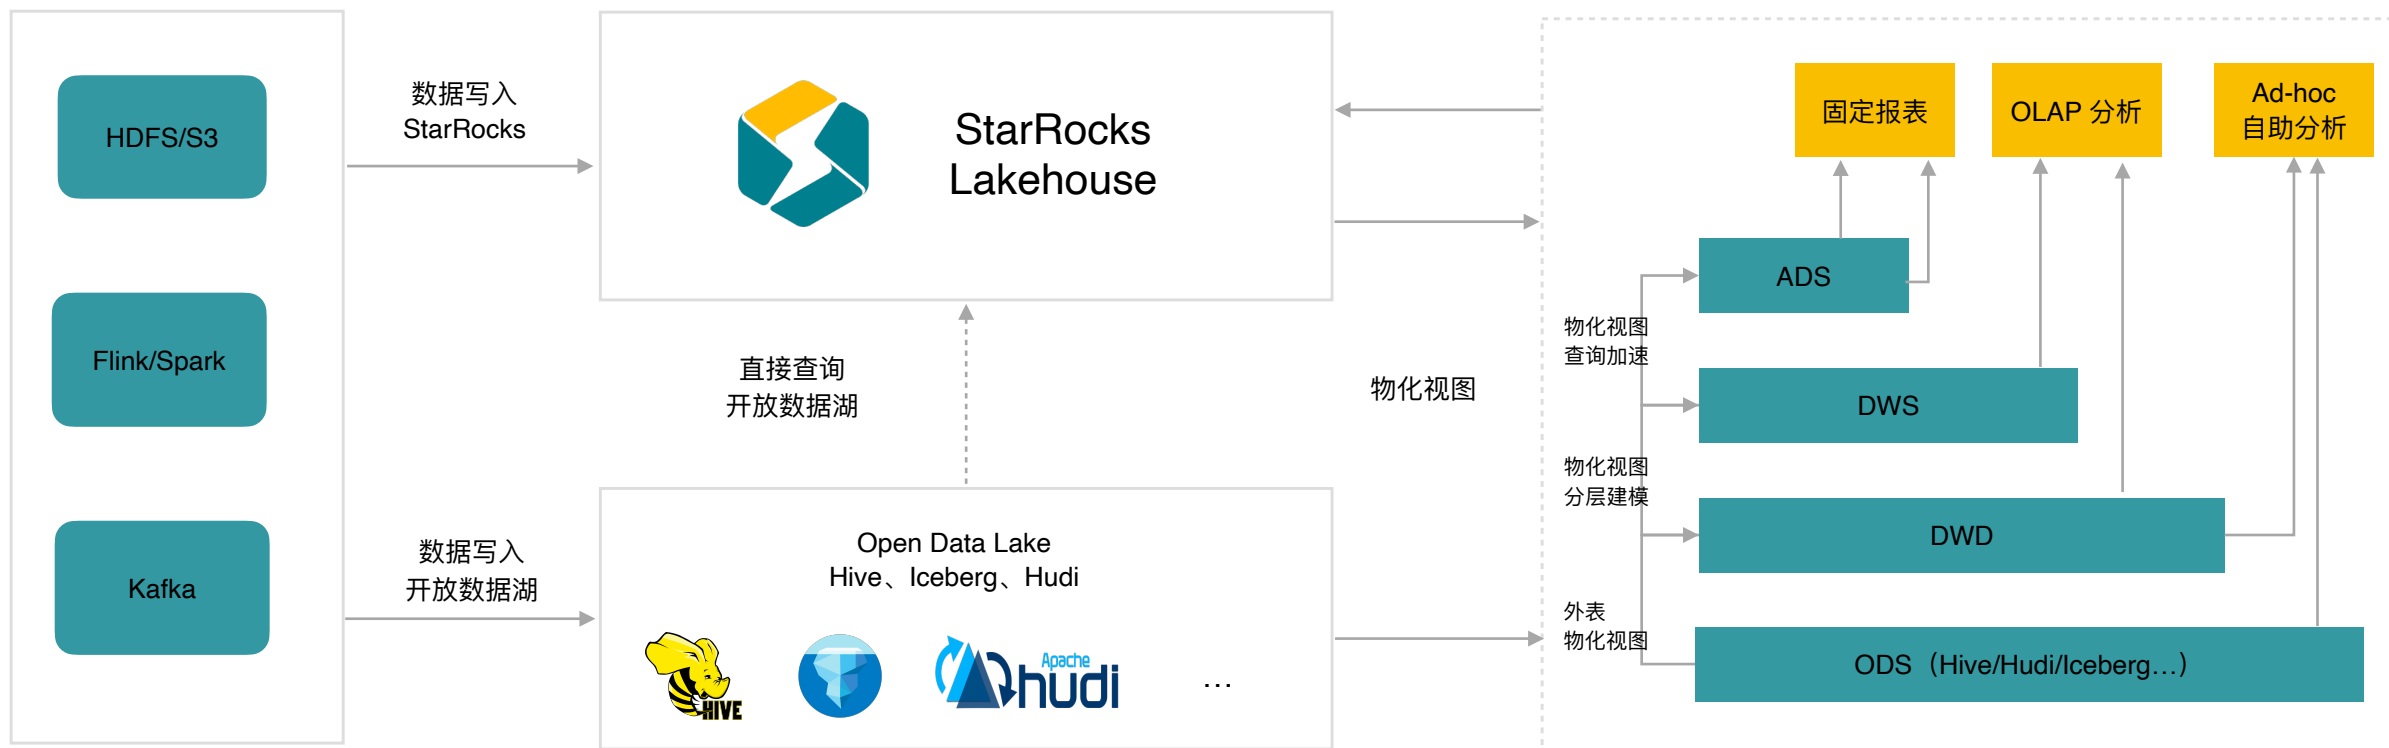 HDFS/S3
Flink/Spark
Kafka
数据写入
StarRocks
数据写入
开放数据湖
StarRocks
Lakehouse
直接查询
开放数据湖
Open Data Lake
Hive、Iceberg、Hudi
HIVE
Apache
hudi
...
物化视图
固定报表
OLAP 分析
Ad-hoc
自助分析
物化视图
查询加速
物化视图
分层建模
外表
物化视图
ADS
DWS
DWD
ODS（Hive/Hudi/Iceberg...）